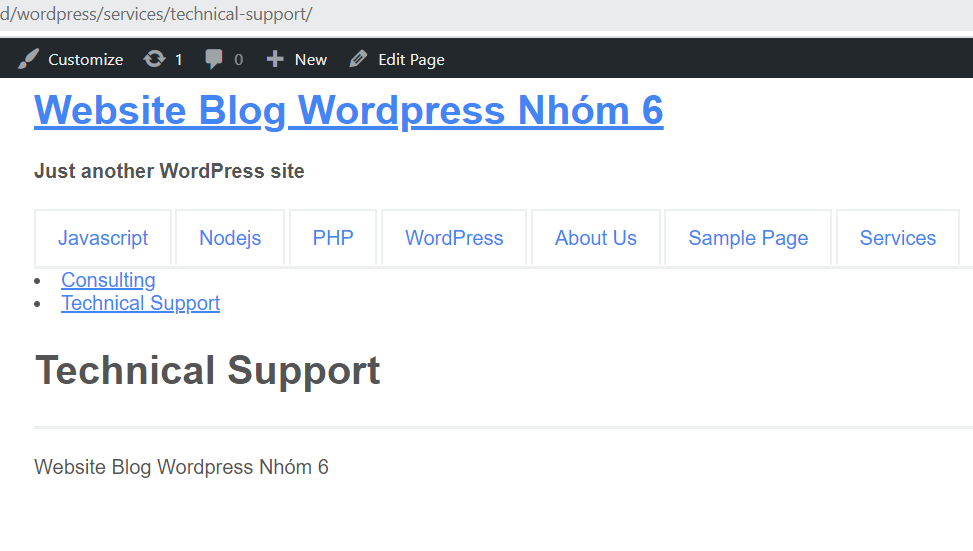 d/wordpress/services/technical-support/
Customize 1 0 New Edit Page
Website Blog Wordpress Nhóm 6
Just another WordPress site
Javascript Nodejs PHP WordPress About Us Sample Page Services
Consulting
Technical Support
Technical Support
Website Blog Wordpress Nhóm 6